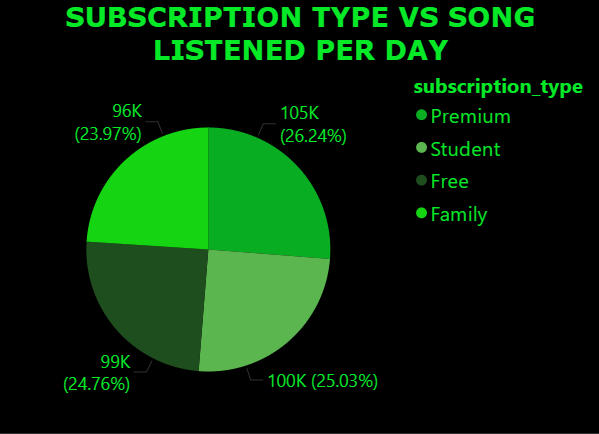 SUBSCRIPTION TYPE VS SONG
LISTENED PER DAY
subscription_type
Premium
Student
Free
Family
96K
(23.97%)
105K
(26.24%)
99K
(24.76%)
100K (25.03%)